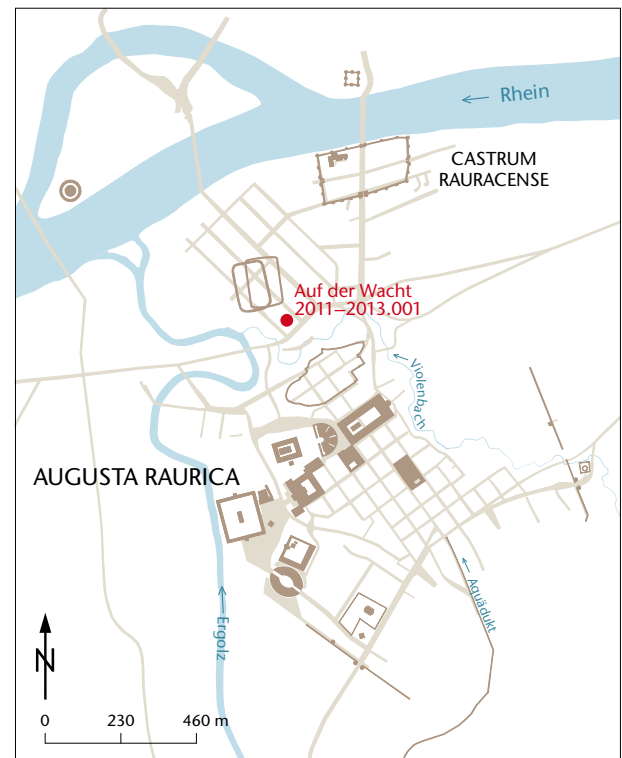 Rhein
CASTRUM
RAURACENSE
Auf der Wacht
2011–2013.001
Violenbach
AUGUSTA RAURICA
Ergolz
Aquädukt
N
0 230 460 m